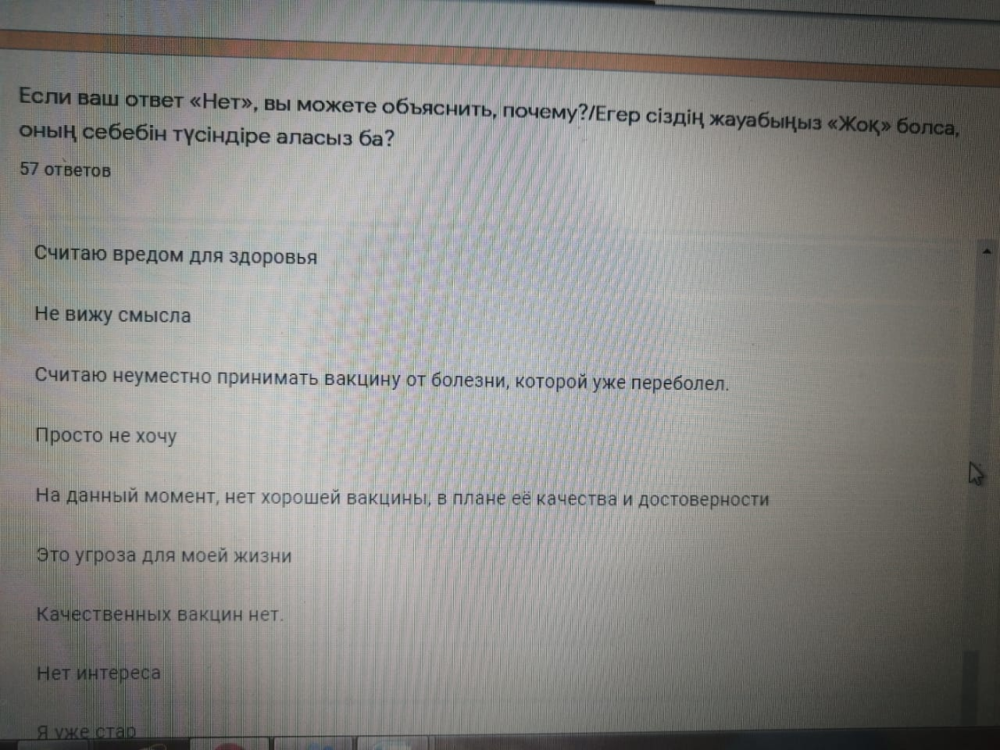 Если ваш ответ «Нет», вы можете объяснить, почему?/Егер сіздің жауабыңыз «Жоқ» болса,
оның себебін түсіндіре аласыз ба?
57 ответов
Считаю вредом для здоровья
Не вижу смысла
Считаю неуместно принимать вакцину от болезни, которой уже переболел.
Просто не хочу
На данный момент, нет хорошей вакцины, в плане её качества и достоверности
Это угроза для моей жизни
Качественных вакцин нет.
Нет интереса
Я уже стар